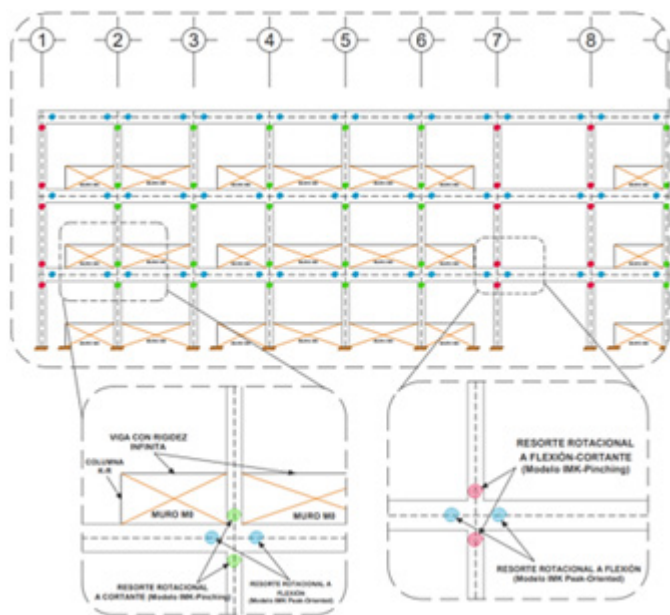 1 2 3 4 5 6 7 8
VIGA CON RIGIDEZ
INFINITA
COLUMNA
K-R
MURO M9
MURO M9
RESORTE ROTACIONAL
A CORTANTE (Modelo IMK-Pinching)
RESORTE ROTACIONAL A
FLEXIÓN
(Modelo IMK Peak-Oriented)
RESORTE ROTACIONAL
A FLEXIÓN-CORTANTE
(Modelo IMK-Pinching)
RESORTE ROTACIONAL A FLEXIÓN
(Modelo IMK Peak-Oriented)